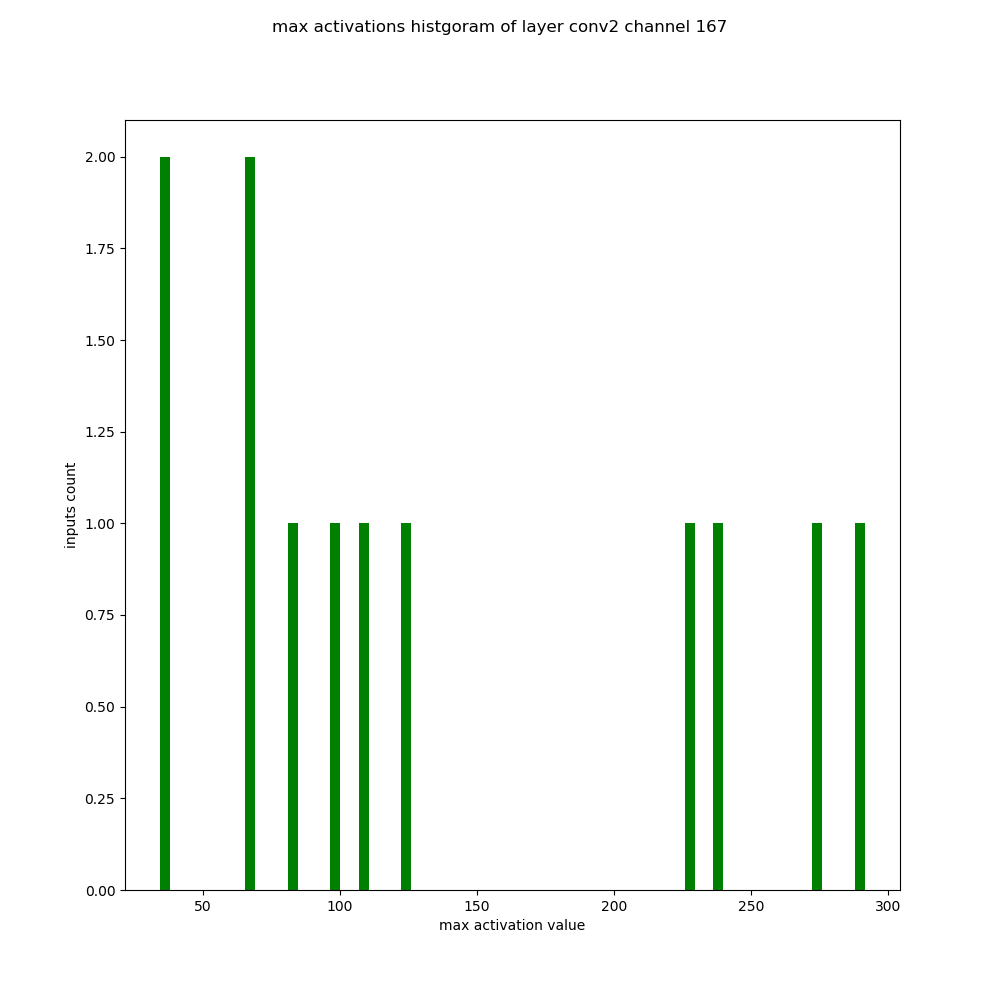 max activations histgoram of layer conv2 channel 167
2.00
1.75
1.50
1.25
1.00
0.75
0.50
0.25
0.00
inputs count
50 100 150 200 250 300
max activation value